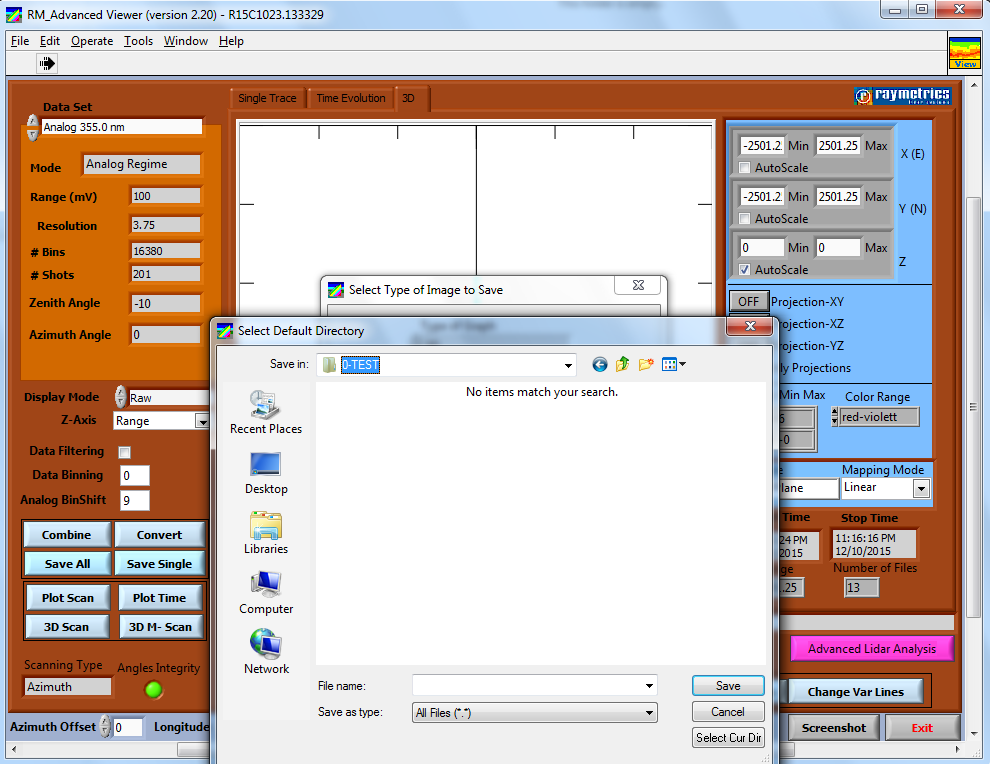 RM_Advanced Viewer (version 2.20) - R15C1023.133329
File Edit Operate Tools Window Help
View
Single Trace Time Evolution 3D
raymetrics
Data Set
Analog 355.0 nm
Mode Analog Regime
Range (mV) 100
Resolution 3.75
# Bins 16380
# Shots 201
Zenith Angle -10
Azimuth Angle 0
Display Mode Raw
Z-Axis Range
Data Filtering
Data Binning 0
Analog BinShift 9
Combine Convert
Save All Save Single
Plot Scan Plot Time
3D Scan 3D M- Scan
Scanning Type Angles Integrity
Azimuth
Azimuth Offset 0 Longitude
-2501.2 Min 2501.25 Max X (E)
AutoScale
-2501.2 Min 2501.25 Max Y (N)
AutoScale
0 Min 0 Max Z
AutoScale
OFF Projection-XY
ojection-XZ
ojection-YZ
ly Projections
Min Max Color Range
5 red-violett
-0
Mapping Mode
lane Linear
Time Stop Time
24 PM 11:16:16 PM
2015 12/10/2015
ge Number of Files
.25 13
Advanced Lidar Analysis
Change Var Lines
Screenshot Exit
Select Type of Image to Save
Type of Graph
Select Default Directory
Save in: 0-TEST
No items match your search.
Recent Places
Desktop
Libraries
Computer
Network
File name: Save
Save as type: All Files (*.*) Cancel
Select Cur Dir